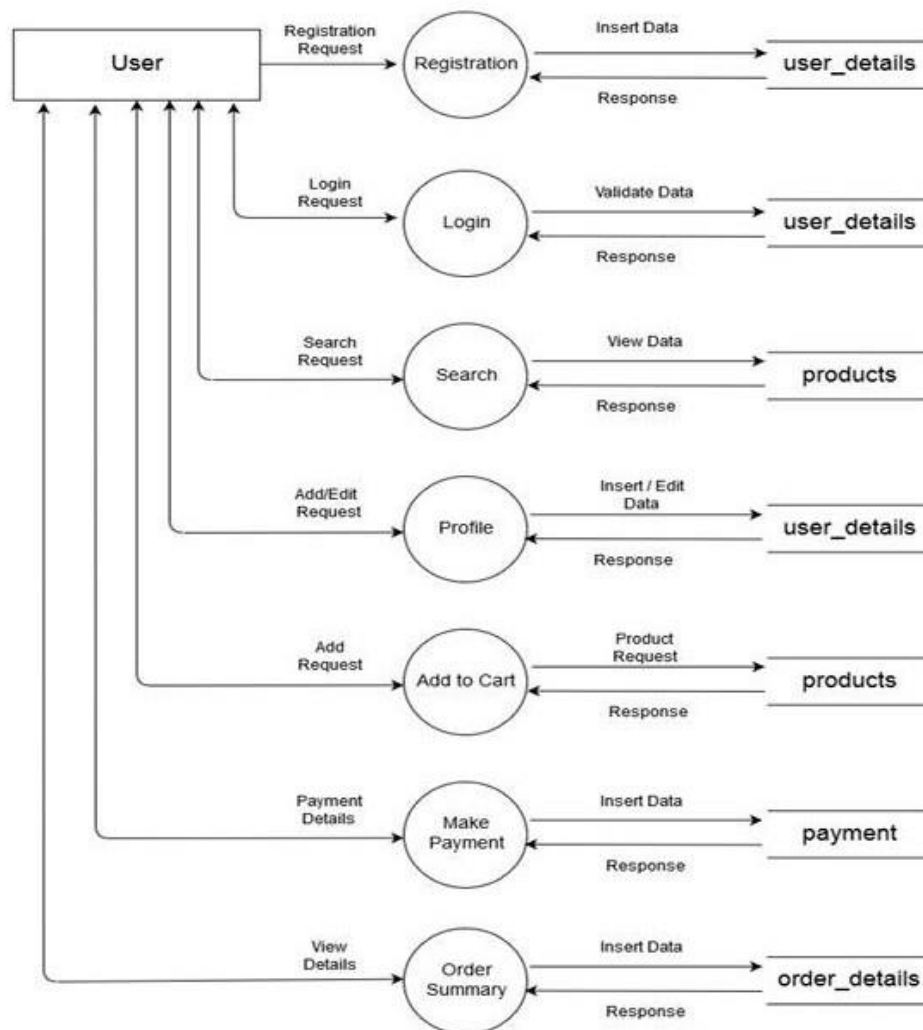 User
Registration
Request
Registration
Insert Data
Response
user_details
Login
Request
Login
Validate Data
Response
user_details
Search
Request
Search
View Data
Response
products
Add/Edit
Request
Profile
Insert / Edit
Data
Response
user_details
Add
Request
Add to Cart
Product
Request
Response
products
Payment
Details
Make
Payment
Insert Data
Response
payment
View
Details
Order
Summary
Insert Data
Response
order_details